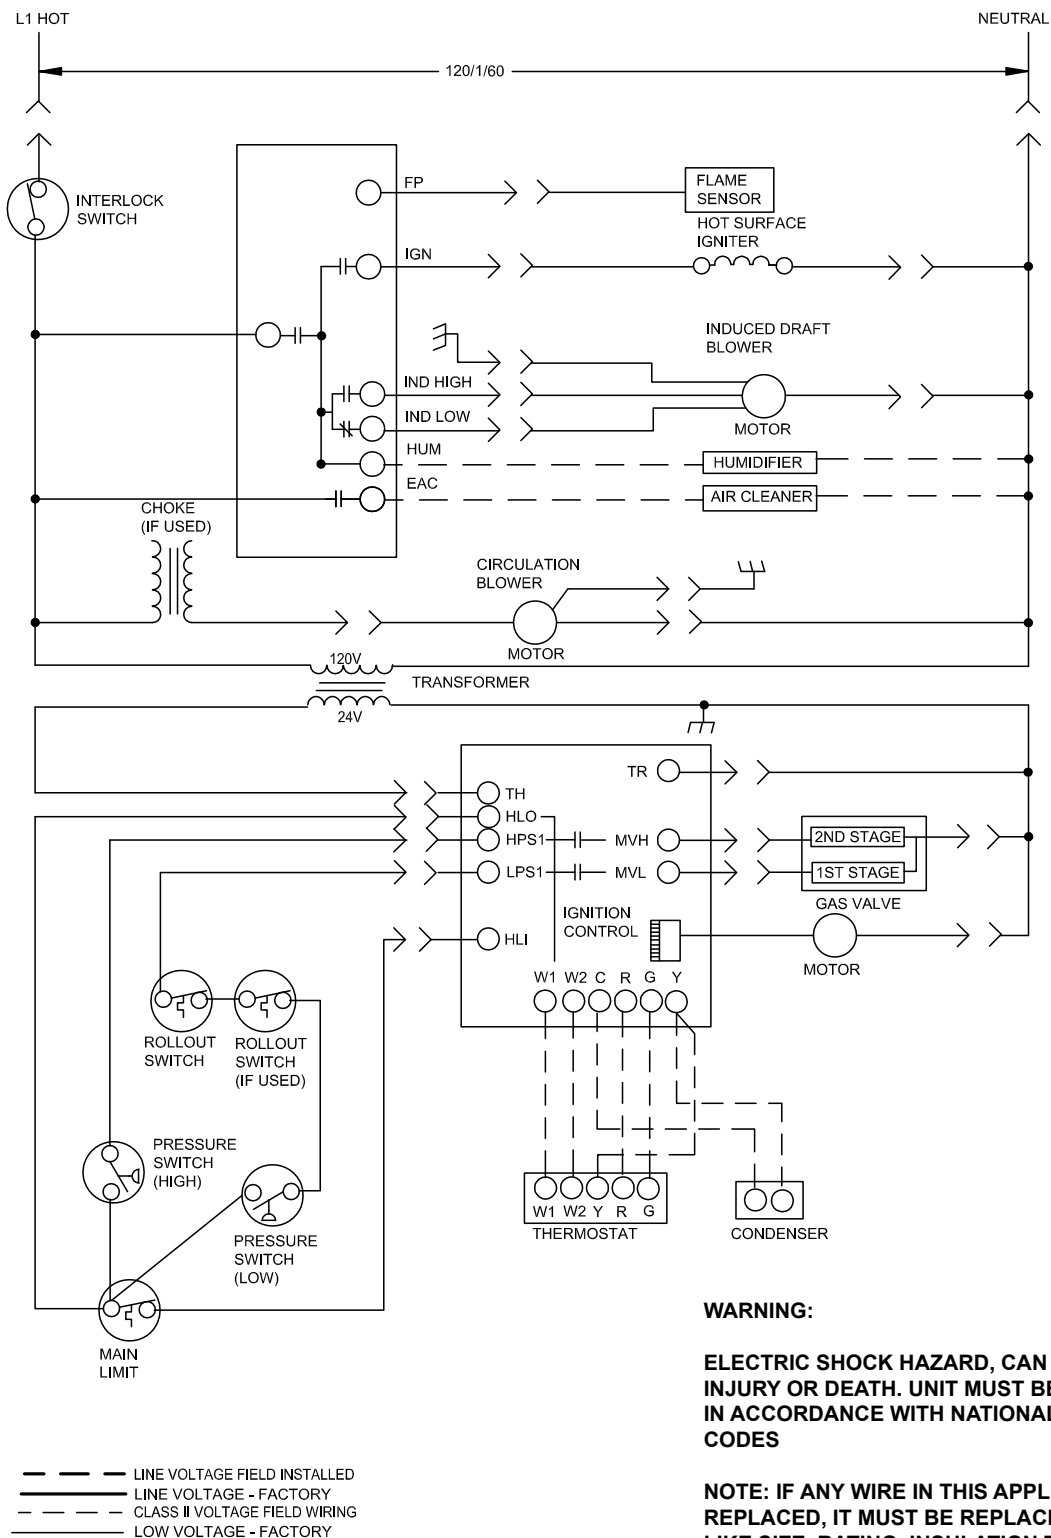 L1 HOT
NEUTRAL
120/1/60
INTERLOCK
SWITCH
FP
FLAME
SENSOR
HOT SURFACE
IGNITER
IGN
INDUCED DRAFT
BLOWER
IND HIGH
IND LOW
MOTOR
HUM
HUMIDIFIER
EAC
AIR CLEANER
CHOKE
(IF USED)
CIRCULATION
BLOWER
MOTOR
120V
TRANSFORMER
24V
TR
TH
HLO
HPS1
MVH
2ND STAGE
LPS1
MVL
1ST STAGE
GAS VALVE
IGNITION
CONTROL
HLI
MOTOR
W1 W2 C R G Y
ROLLOUT
SWITCH
ROLLOUT
SWITCH
(IF USED)
PRESSURE
SWITCH
(HIGH)
PRESSURE
SWITCH
(LOW)
W1 W2 Y R G
THERMOSTAT
CONDENSER
MAIN
LIMIT
WARNING:
ELECTRIC SHOCK HAZARD, CAN
INJURY OR DEATH. UNIT MUST BE
IN ACCORDANCE WITH NATIONAL
CODES
NOTE: IF ANY WIRE IN THIS APPL
REPLACED, IT MUST BE REPLACE
LIKE SIZE, RATING, INSULATION
LINE VOLTAGE FIELD INSTALLED
LINE VOLTAGE - FACTORY
CLASS II VOLTAGE FIELD WIRING
LOW VOLTAGE - FACTORY